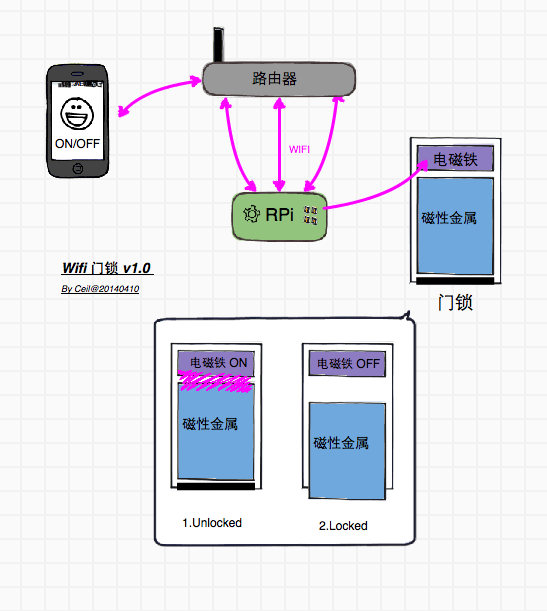 路由器
ON/OFF
WIFI
电磁铁
磁性金属
RPi
门锁
Wifi 门锁 v1.0
By Ceil@20140410
电磁铁 ON
电磁铁 OFF
磁性金属
磁性金属
1.Unlocked
2.Locked